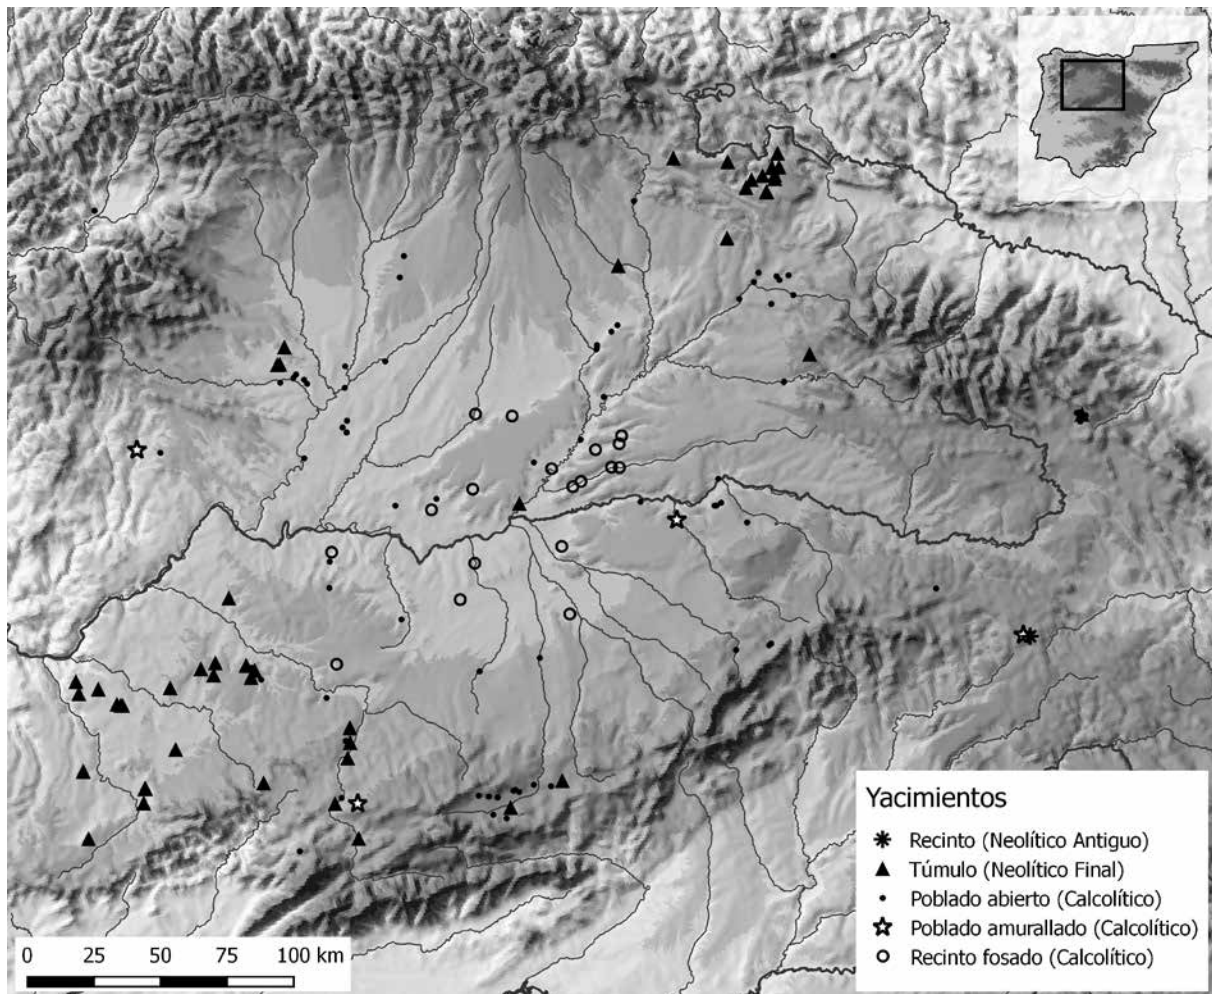 Yacimientos
Recinto (Neolítico Antiguo)
Túmulo (Neolítico Final)
Poblado abierto (Calcolítico)
Poblado amurallado (Calcolítico)
Recinto fosado (Calcolítico)
0 25 50 75 100 km